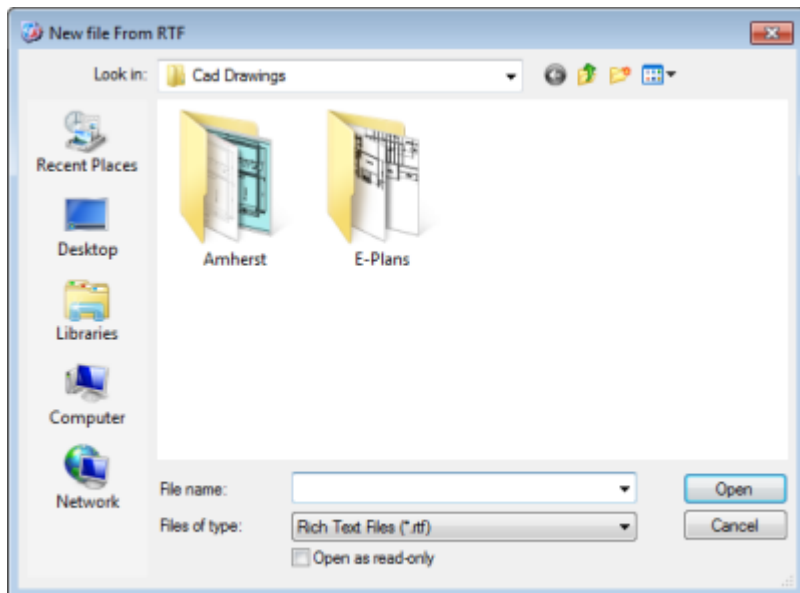 New file From RTF
Look in: Cad Drawings
Recent Places
Desktop
Libraries
Computer
Network
Amherst E-Plans
File name: Open
Files of type: Rich Text Files (*.rtf) Cancel
Open as read-only